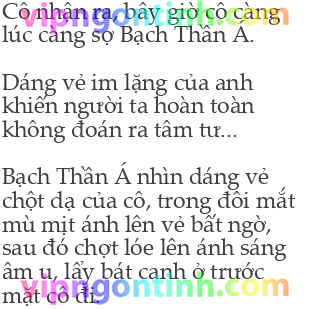 Cô nhận ra, bây giờ cô càng
lúc càng sợ Bạch Thần Á.
Dáng vẻ im lặng của anh
khiến người ta hoàn toàn
không đoán ra tâm tư...
Bạch Thần Á nhìn dáng vẻ
chột dạ của cô, trong đôi mắt
mù mịt ánh lên vẻ bất ngờ,
sau đó chợt lóe lên ánh sáng
âm u, lấy bát canh ở trước
mặt cô đi.
vipngontinh.com
vipngontinh.com